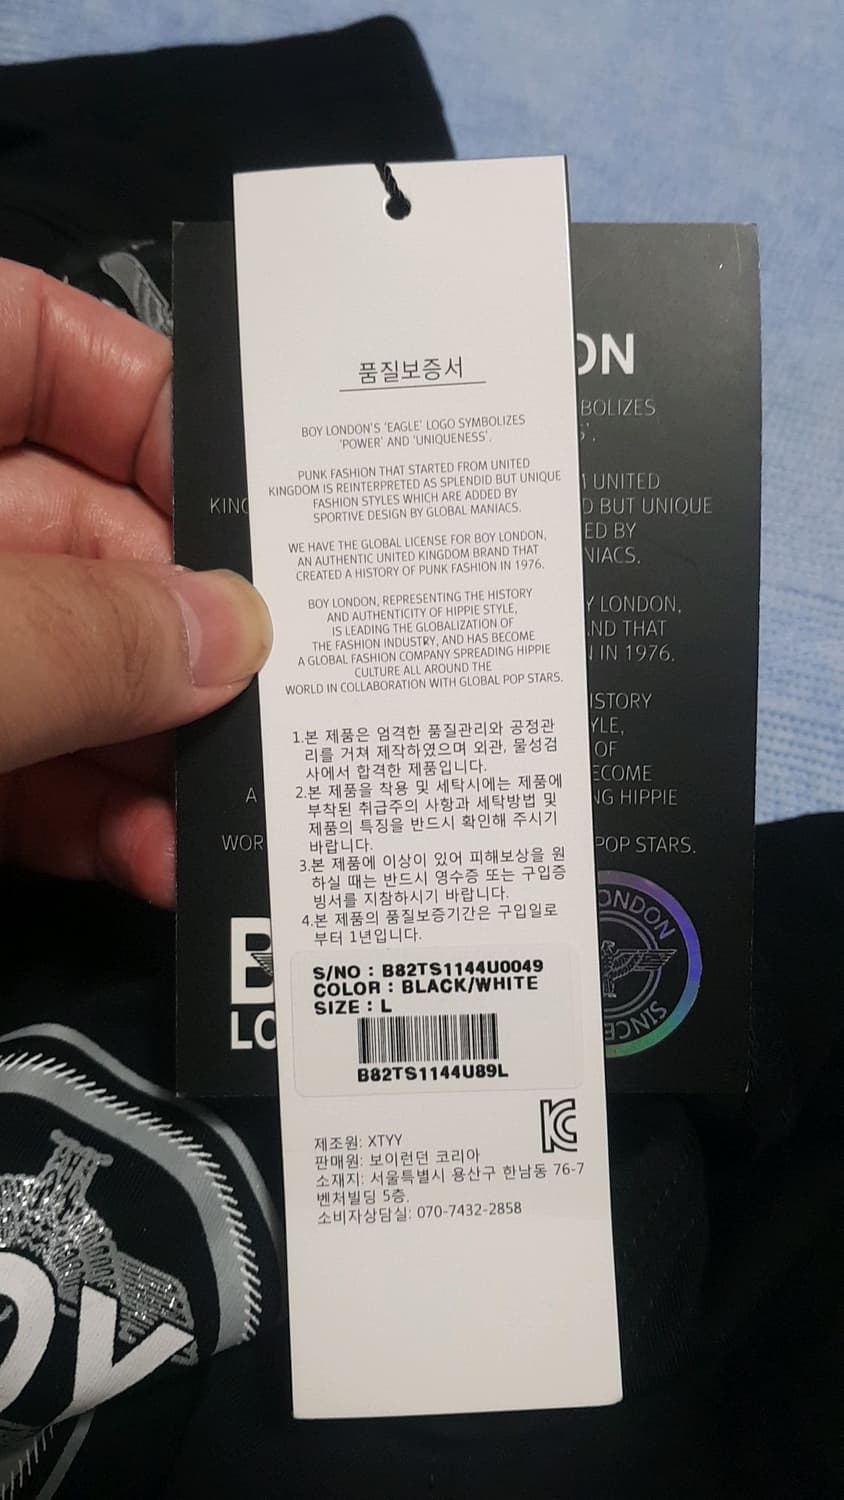 품질보증서
BOY LONDON'S 'EAGLE' LOGO SYMBOLIZES
'POWER' AND 'UNIQUENESS'.
PUNK FASHION THAT STARTED FROM UNITED
KINGDOM IS REINTERPRETED AS SPLENDID BUT UNIQUE
FASHION STYLES WHICH ARE ADDED BY
SPORTIVE DESIGN BY GLOBAL MANIACS.
WE HAVE THE GLOBAL LICENSE FOR BOY LONDON,
AN AUTHENTIC UNITED KINGDOM BRAND THAT
CREATED A HISTORY OF PUNK FASHION IN 1976.
BOY LONDON, REPRESENTING THE HISTORY
AND AUTHENTICITY OF HIPPIE STYLE,
IS LEADING THE GLOBALIZATION OF
THE FASHION INDUSTRY, AND HAS BECOME
A GLOBAL FASHION COMPANY SPREADING HIPPIE
CULTURE ALL AROUND THE
WORLD IN COLLABORATION WITH GLOBAL POP STARS.
1.본 제품은 엄격한 품질관리와 공정관
리를 거쳐 제작하였으며 외관, 물성검
사에서 합격한 제품입니다.
2.본 제품을 착용 및 세탁시에는 제품에
부착된 취급주의 사항과 세탁방법 및
제품의 특징을 반드시 확인해 주시기
바랍니다.
3.본 제품에 이상이 있어 피해보상을 원
하실 때는 반드시 영수증 또는 구입증
빙서를 지참하시기 바랍니다.
4.본 제품의 품질보증기간은 구입일로
부터 1년입니다.
S/NO : B82TS1144U0049
COLOR : BLACK/WHITE
SIZE : L
B82TS1144U89L
제조원: XTYY
판매원: 보이런던 코리아
소재지: 서울특별시 용산구 한남동 76-7
벤처빌딩 5층.
소비자상담실: 070-7432-2858
ON
BOLIZES
UNITED
KING
BUT UNIQUE
ED BY
NIACS.
Y LONDON,
ND THAT
IN 1976.
ISTORY
YLE,
OF
ECOME
A
NG HIPPIE
WOR
POP STARS.
B
LO
ONDON
SINCE
OY